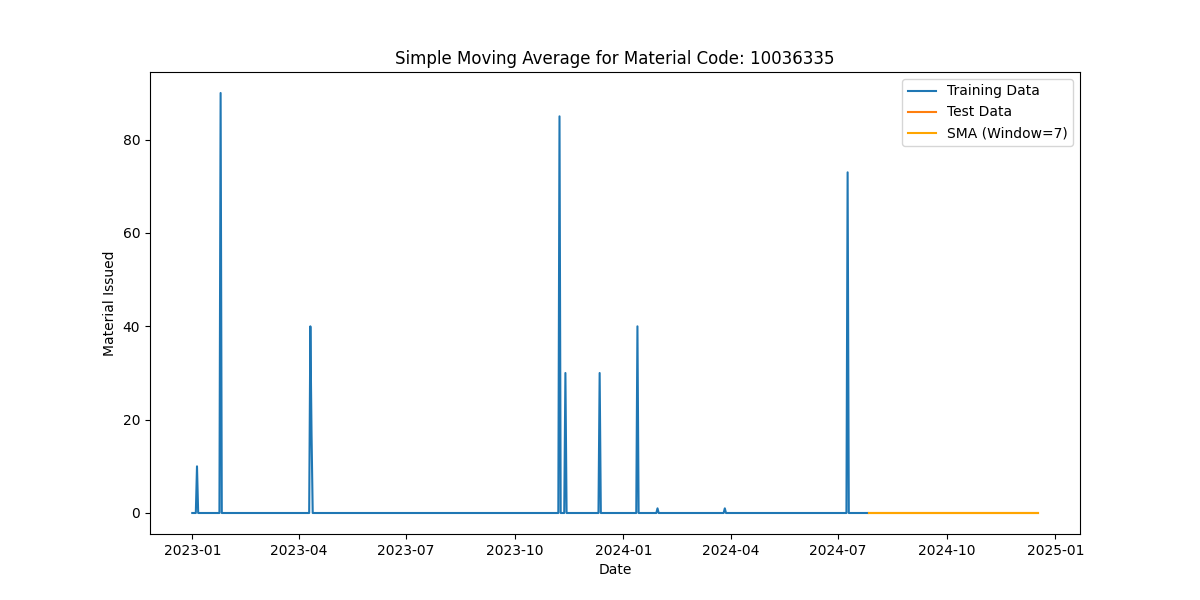 Simple Moving Average for Material Code: 10036335
Training Data
Test Data
SMA (Window=7)
Material Issued
80
60
40
20
0
2023-01 2023-04 2023-07 2023-10 2024-01 2024-04 2024-07 2024-10 2025-01
Date